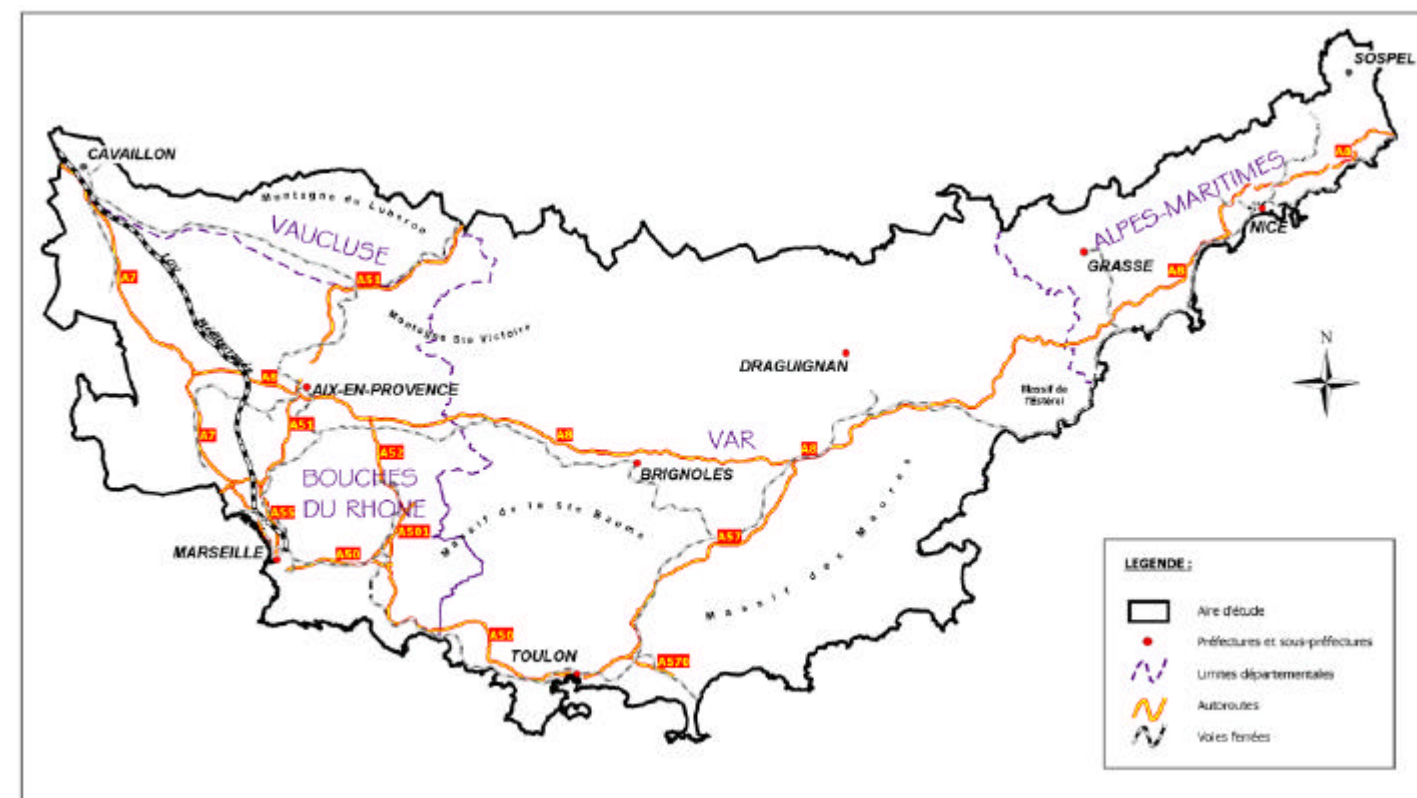 SOSPEL
CAVAILLON
Montagne du Luberon
VAUCLUSE
ALPES-MARITIMES
A8
NICE
GRASSE
A7
A51
A8
Montagne Ste Victoire
N
DRAGUIGNAN
A8
AIX-EN-PROVENCE
Massif de
l'Estérel
A7
A51
A8
VAR
A8
A52
BRIGNOLES
BOUCHES
DU RHONE
A55
A501
Massif de la Ste Baume
A57
Massif des Maures
MARSEILLE
A50
A50
TOULON
A570
LEGENDE :
Aire d'étude
Préfectures et sous-préfectures
Limites départementales
Autoroutes
Voies ferrées